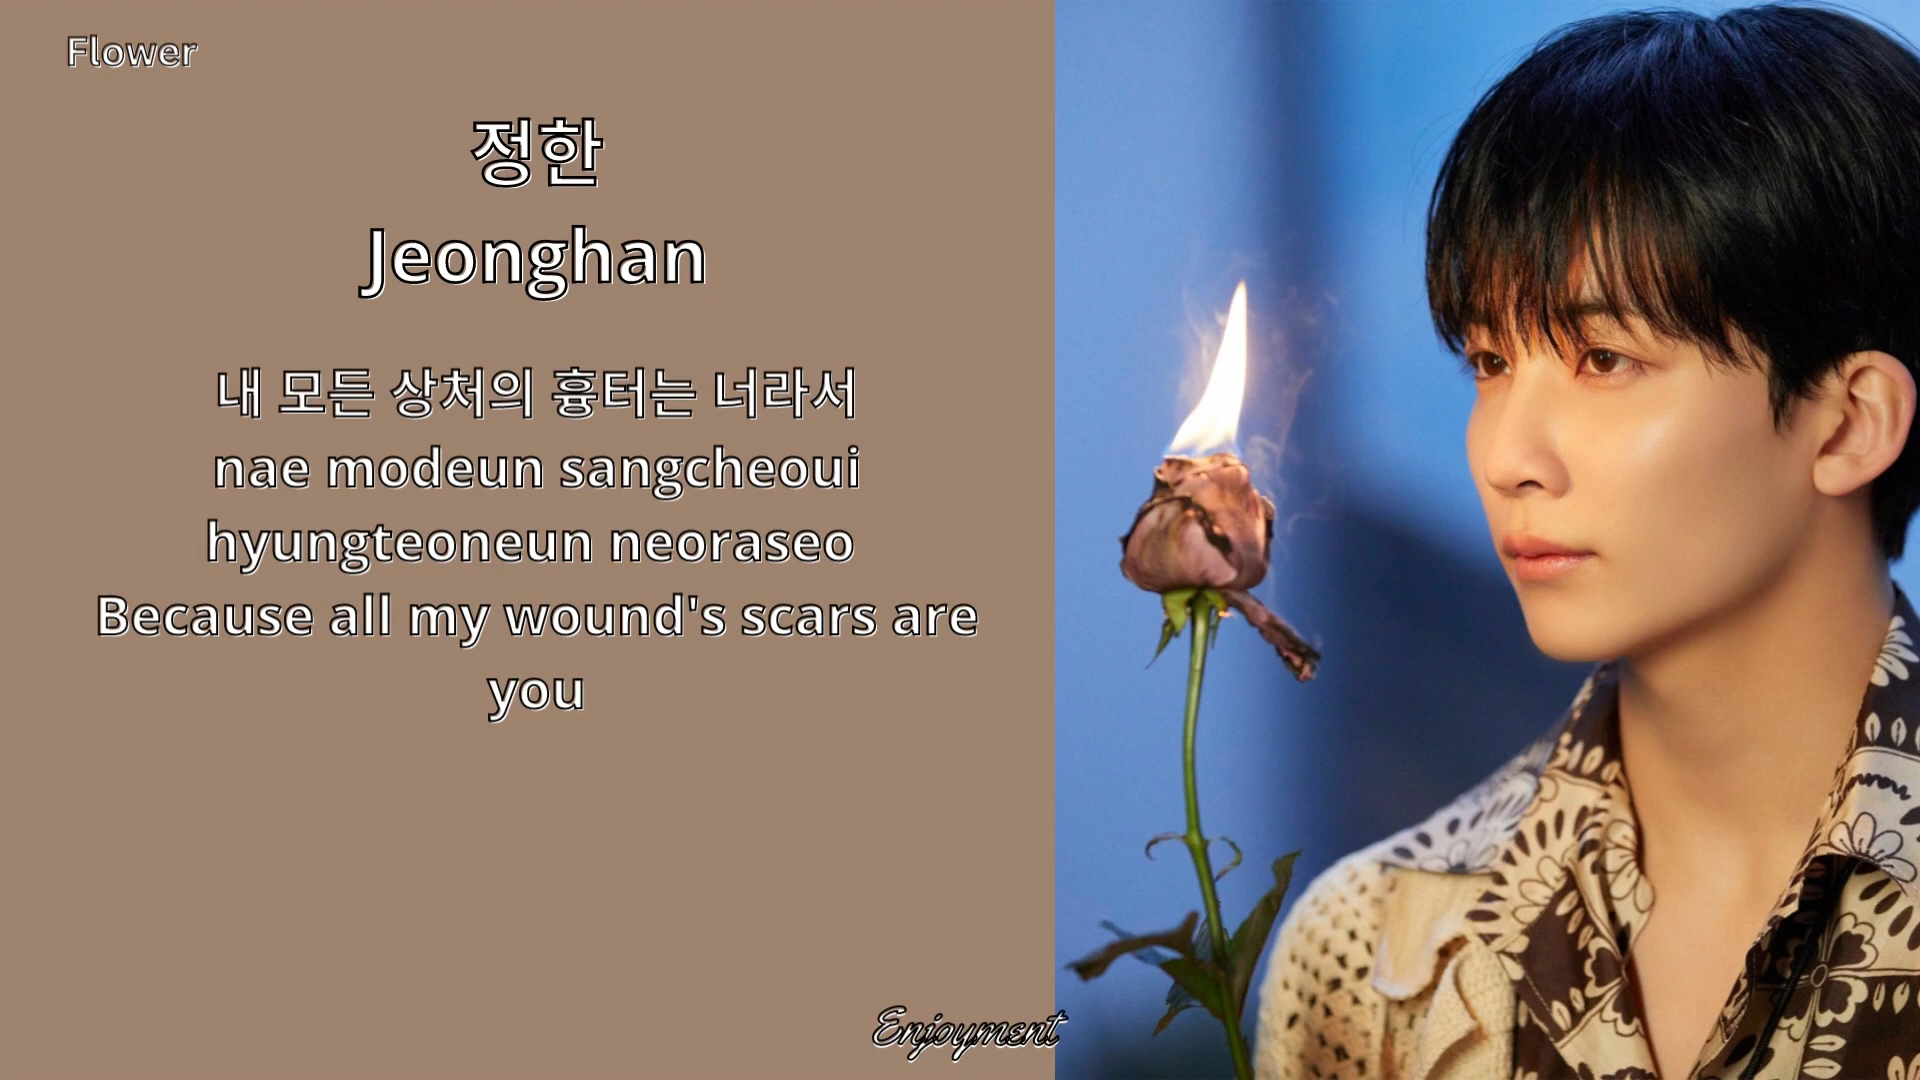 Flower
정한
Jeonghan
내 모든 상처의 흉터는 너라서
nae modeun sangcheoui
hyungteoneun neoraseo
Because all my wound's scars are
you
Enjoyment